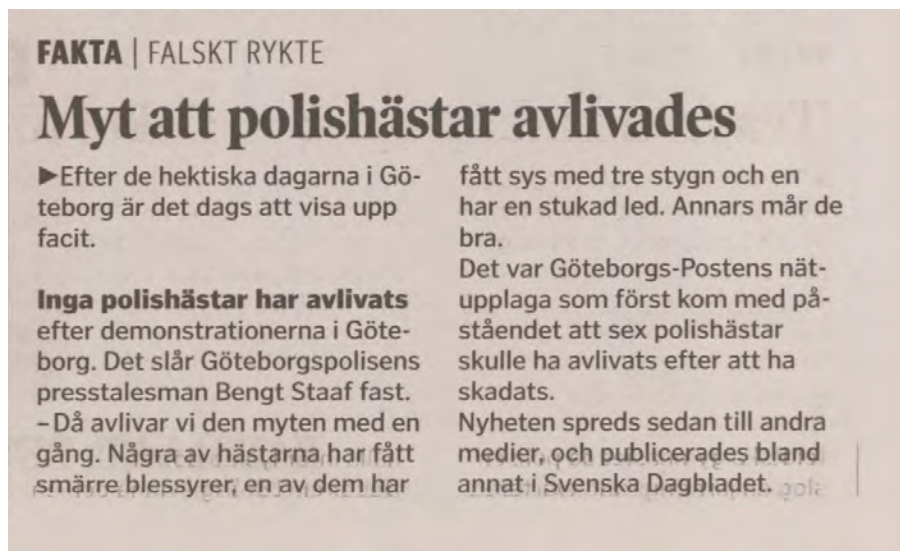 FAKTA | FALSKT RYKTE
Myt att polishästar avlivades
▶Efter de hektiska dagarna i Gö-
teborg är det dags att visa upp
facit.
Inga polishästar har avlivats
efter demonstrationerna i Göte-
borg. Det slår Göteborgspolisens
presstalesman Bengt Staaf fast.
– Då avlivar vi den myten med en
gång. Några av hästarna har fått
smärre blessyrer, en av dem har
fått sys med tre stygn och en
har en stukad led. Annars mår de
bra.
Det var Göteborgs-Postens nät-
upplaga som först kom med på-
ståendet att sex polishästar
skulle ha avlivats efter att ha
skadats.
Nyheten spreds sedan till andra
medier, och publicerades bland
annat i Svenska Dagbladet.